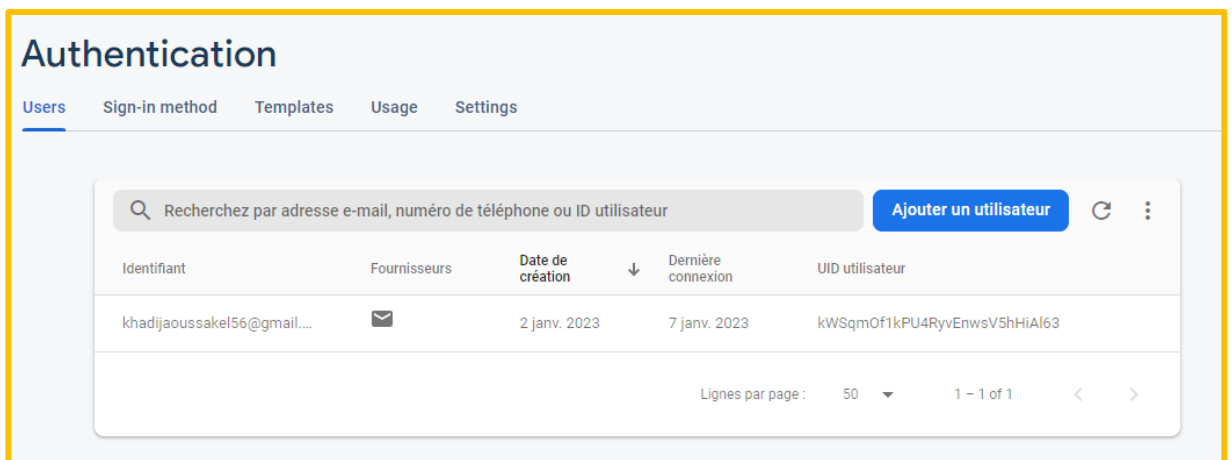 Authentication
Users Sign-in method Templates Usage Settings
Recherchez par adresse e-mail, numéro de téléphone ou ID utilisateur
Ajouter un utilisateur
Identifiant Fournisseurs Date de création Dernière connexion UID utilisateur
khadijaoussakel56@gmail.... 2 janv. 2023 7 janv. 2023 kWSqmOf1kPU4RyvEnwsV5hHiAl63
Lignes par page : 50 1 – 1 of 1